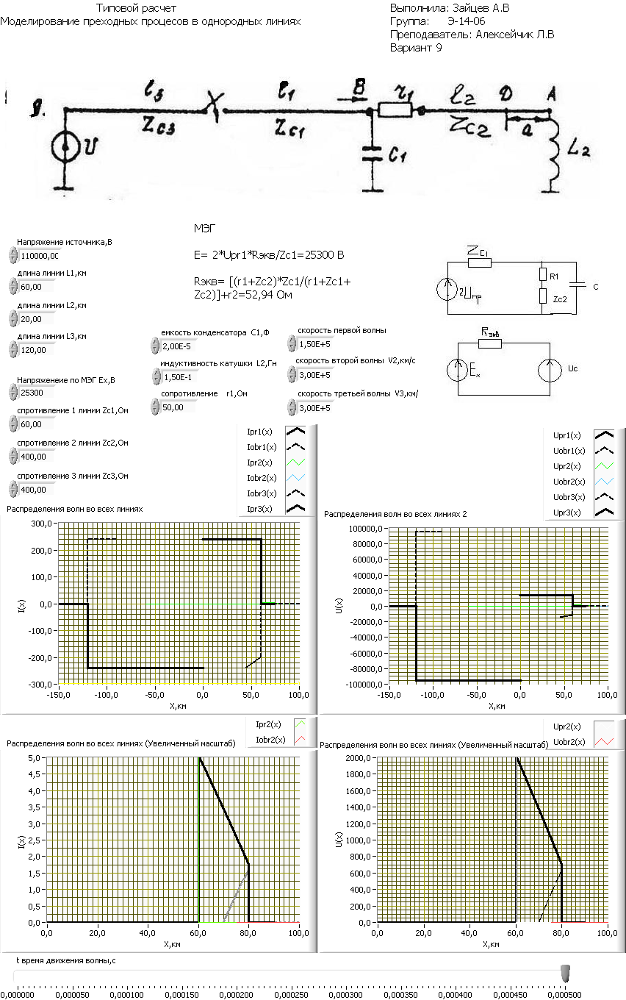 Типовой расчет
Моделирование преходных процесов в однородных линиях
Выполнила: Зайцев А.В
Группа: Э-14-06
Преподаватель: Алексейчик Л.В
Вариант 9
9. ℓ3 ℓ1 B r1 ℓ2 D A
U Zc3 Zc1 C1 Zc2 a L2
МЭГ
E= 2*Upr1*Rэкв/Zc1=25300 В
Rэкв= [(r1+Zc2)*Zc1/(r1+Zc1+
Zc2)]+r2=52,94 Ом
Zc1
2Uпр
R1
Zc2
C
Rэкв
Ex
Uc
Напряжение источника,В
110000,00
длина линии L1,км
60,00
длина линии L2,км
20,00
длина линии L3,км
120,00
Напряженеие по МЭГ Ex,В
25300
спротивление 1 линии Zc1,Ом
60,00
спротивление 2 линии Zc2,Ом
400,00
спротивление 3 линии Zc3,Ом
400,00
емкость конденсатора C1,Ф
2,00E-5
индуктивность катушки L2,Гн
1,50E-1
сопротивление r1,Ом
50,00
скорость первой волны
1,50E+5
скорость второй волны V2,км/с
3,00E+5
скорость третьей волны V3,км/
3,00E+5
Ipr1(x)
Iobr1(x)
Ipr2(x)
Iobr2(x)
Iobr3(x)
Ipr3(x)
Распределения волн во всех линиях
300,0
200,0
100,0
0,0
-100,0
-200,0
-300,0
I(x)
-150,0 -100,0 -50,0 0,0 50,0 100,0
X,км
Upr1(x)
Uobr1(x)
Upr2(x)
Uobr2(x)
Uobr3(x)
Upr3(x)
Распределения волн во всех линиях 2
100000,0
80000,0
60000,0
40000,0
20000,0
0,0
-20000,0
-40000,0
-60000,0
-80000,0
-100000,0
U(x)
-150,0 -100,0 -50,0 0,0 50,0 100,0
X,км
Ipr2(x)
Iobr2(x)
Распределения волн во всех линиях (Увеличенный масштаб)
5,0
4,5
4,0
3,5
3,0
2,5
2,0
1,5
1,0
0,5
0,0
I(x)
0,0 20,0 40,0 60,0 80,0 100,0
X,км
Upr2(x)
Uobr2(x)
Распределения волн во всех линиях (Увеличенный масштаб)
2000,0
1800,0
1600,0
1400,0
1200,0
1000,0
800,0
600,0
400,0
200,0
0,0
U(x)
0,0 20,0 40,0 60,0 80,0 100,0
X,км
t время движения волны,с
0,000000 0,000050 0,000100 0,000150 0,000200 0,000250 0,000300 0,000350 0,000400 0,000450 0,000500